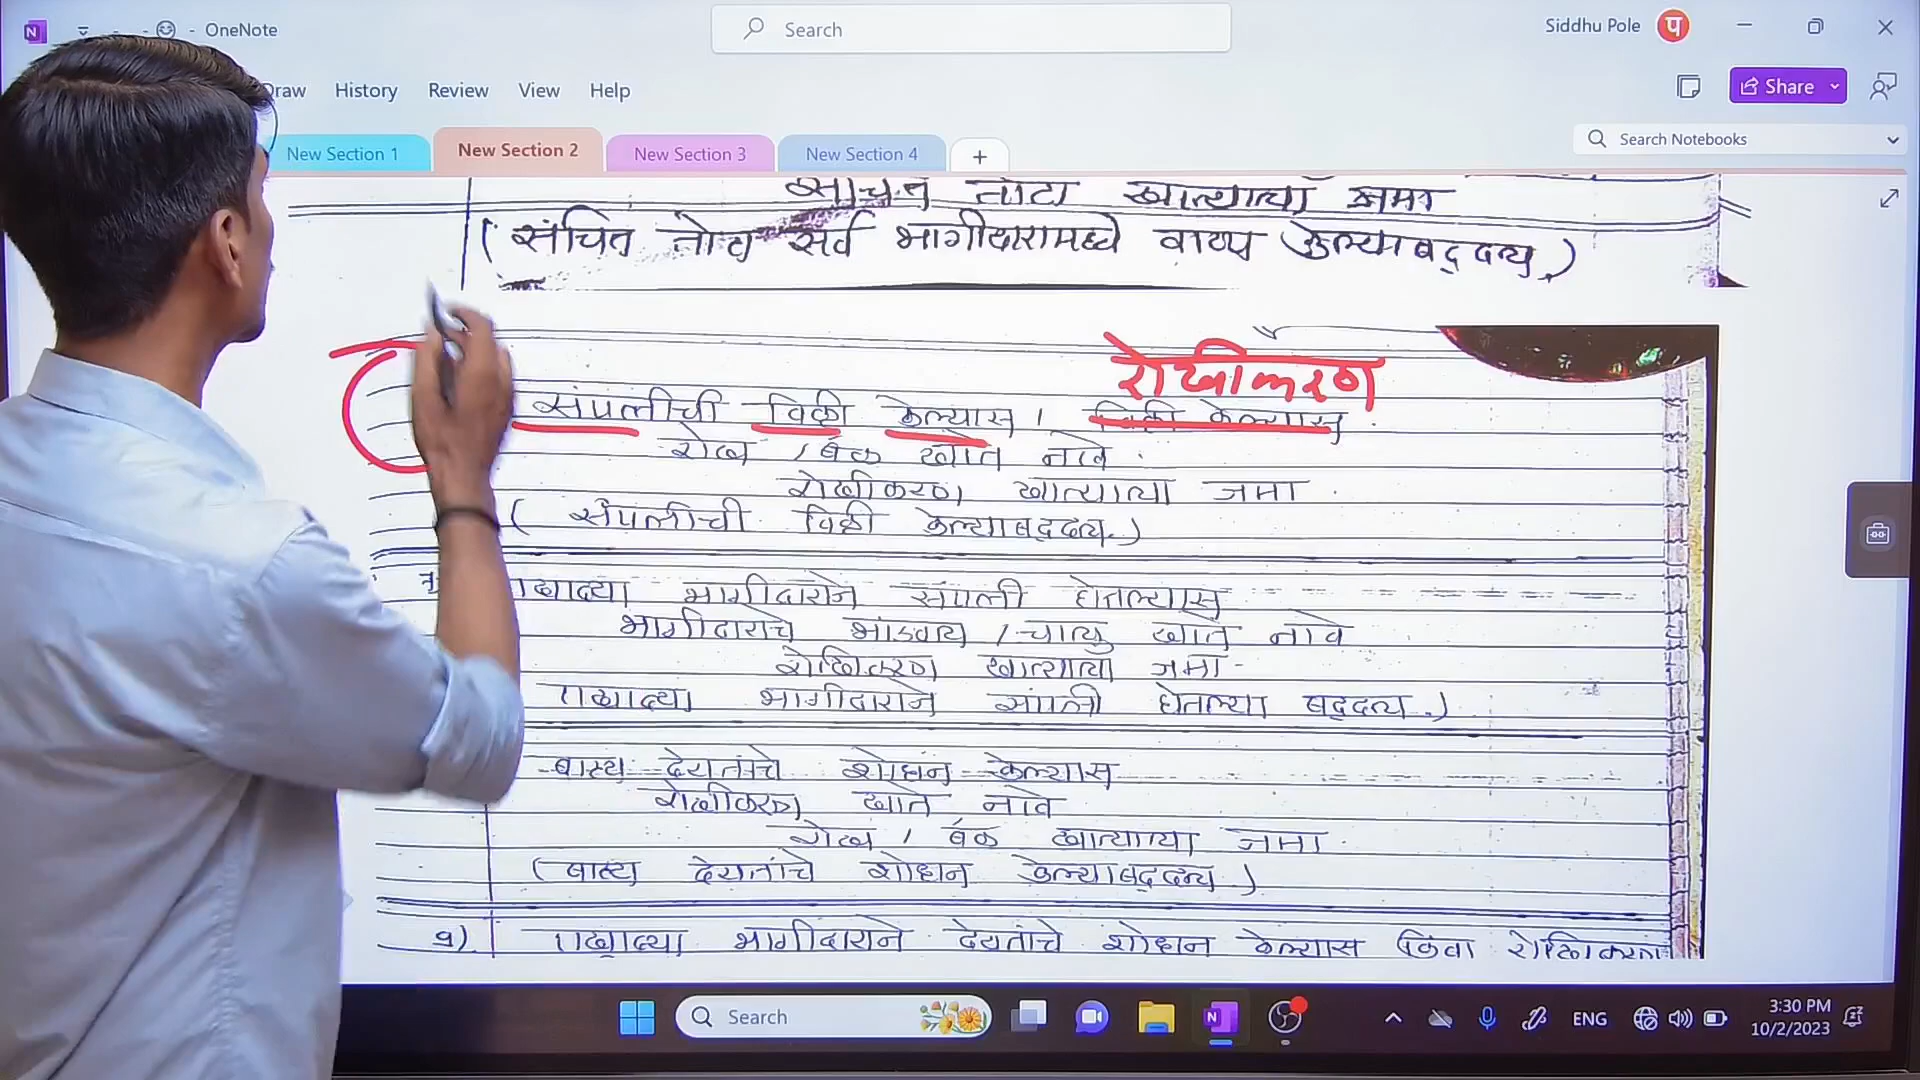 OneNote
Search
Siddhu Pole
प
Draw History Review View Help
Share
New Section 1 New Section 2 New Section 3 New Section 4 +
Search Notebooks
संचित तोटा खात्याच्या जमा
( संचित तोटा सर्व भागीदारामध्ये वाटप केल्याबद्दल )
रोखीकरण
संपत्तीची विक्री केल्यास / विक्री केल्यास
रोख / बँक खाते नावे
रोखीकरण खात्याच्या जमा
( संपत्तीची विक्री केल्याबद्दल. )
भागीदाराने संपत्ती घेतल्यास
भागीदाराचे भांडवल / चालू खाते नावे
रोखिकरण खात्याच्या जमा
भागीदाराने संपत्ती घेतल्या बद्दल. )
बाह्य देयतांचे शोधन केल्यास
रोखीकरण खाते नावे
रोख / बँक खात्याच्या जमा
( बाह्य देयतांचे शोधन केल्याबद्दल )
भागीदाराने देयतांचे शोधन केल्यास किंवा रोखिकरण
Search
ENG
3:30 PM
10/2/2023